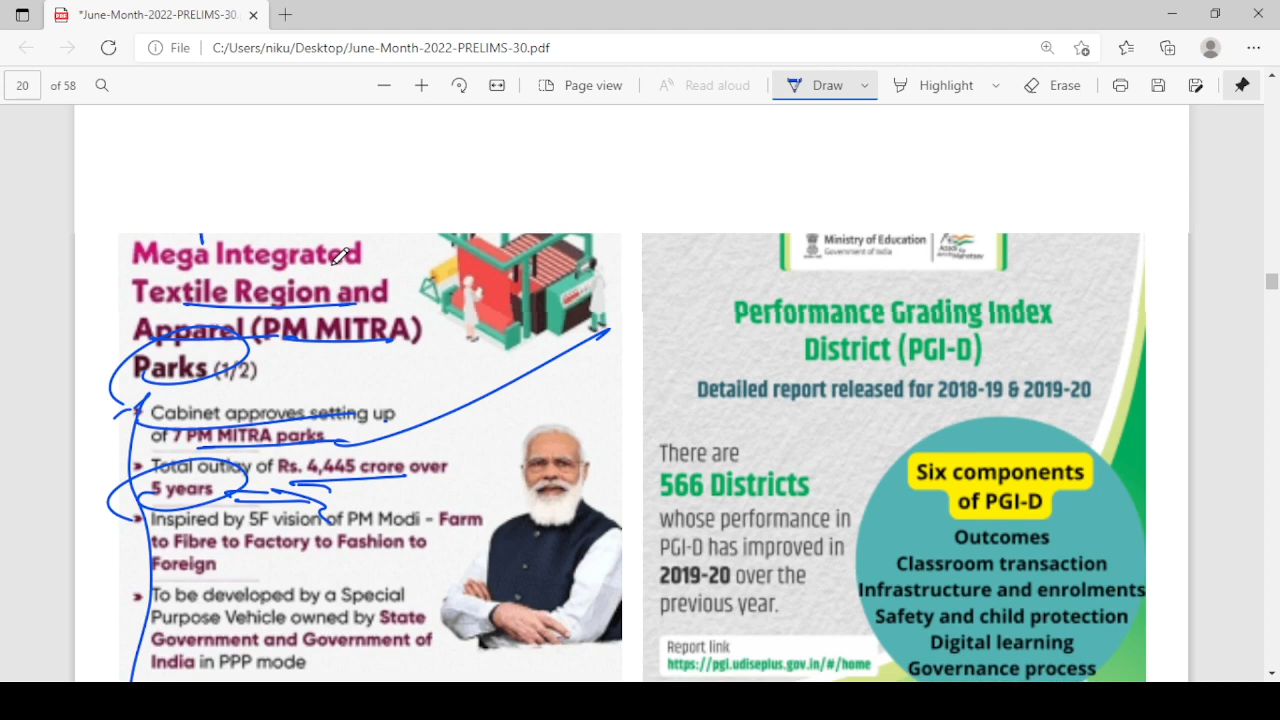 *June-Month-2022-PRELIMS-30.
File
C:/Users/niku/Desktop/June-Month-2022-PRELIMS-30.pdf
20 of 58
Page view
Read aloud
Draw
Highlight
Erase
Mega Integrated
Textile Region and
Apparel (PM MITRA)
Parks (1/2)
Cabinet approves setting up
of 7 PM MITRA parks
Total outlay of Rs. 4,445 crore over
5 years
Inspired by 5F vision of PM Modi - Farm
to Fibre to Factory to Fashion to
Foreign
To be developed by a Special
Purpose Vehicle owned by State
Government and Government of
India in PPP mode
Ministry of Education
Government of India
Azadi
Ka
Amrit Mahotsav
Performance Grading Index
District (PGI-D)
Detailed report released for 2018-19 & 2019-20
There are
566 Districts
whose performance in
PGI-D has improved in
2019-20 over the
previous year.
Report link
https://pgi.udiseplus.gov.in/#/home
Six components
of PGI-D
Outcomes
Classroom transaction
Infrastructure and enrolments
Safety and child protection
Digital learning
Governance process